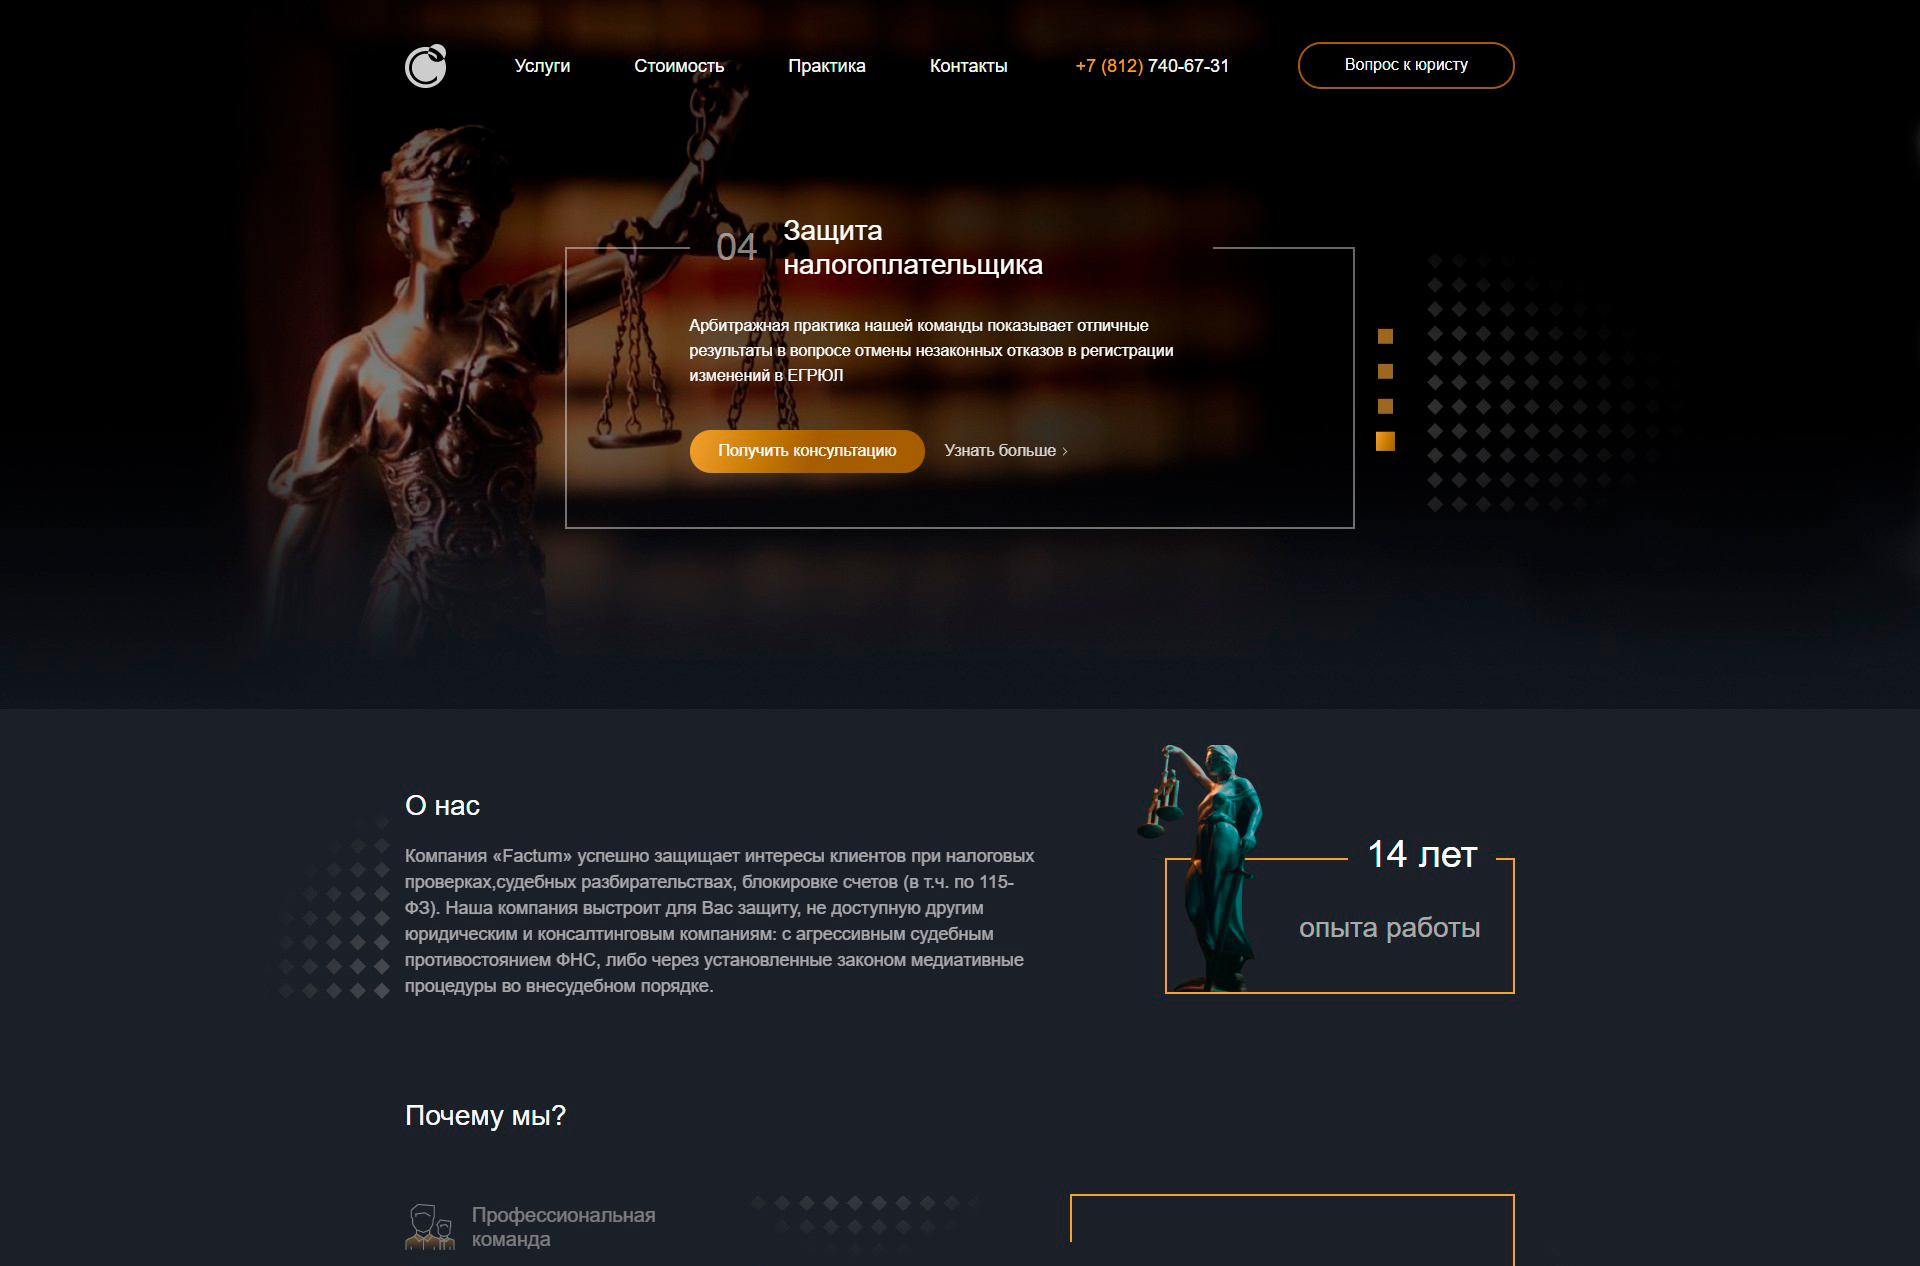 Услуги
Стоимость
Практика
Контакты
+7 (812) 740-67-31
Вопрос к юристу
04
Защита
налогоплательщика
Арбитражная практика нашей команды показывает отличные
результаты в вопросе отмены незаконных отказов в регистрации
изменений в ЕГРЮЛ
Получить консультацию
Узнать больше ›
О нас
Компания «Factum» успешно защищает интересы клиентов при налоговых
проверках,судебных разбирательствах, блокировке счетов (в т.ч. по 115-
ФЗ). Наша компания выстроит для Вас защиту, не доступную другим
юридическим и консалтинговым компаниям: с агрессивным судебным
противостоянием ФНС, либо через установленные законом медиативные
процедуры во внесудебном порядке.
14 лет
опыта работы
Почему мы?
Профессиональная
команда